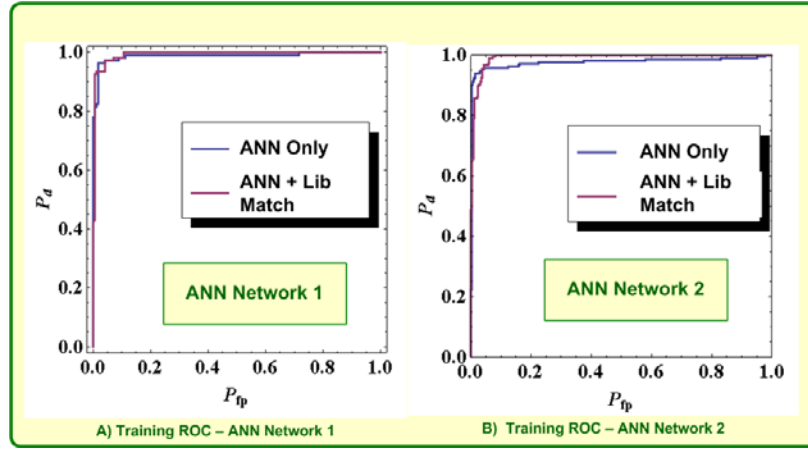 1.0
0.8
0.6
0.4
0.2
0.0
P_d
ANN Only
ANN + Lib
Match
ANN Network 1
0.0 0.2 0.4 0.6 0.8 1.0
P_fp
A) Training ROC – ANN Network 1
1.0
0.8
0.6
0.4
0.2
0.0
P_d
ANN Only
ANN + Lib
Match
ANN Network 2
0.0 0.2 0.4 0.6 0.8 1.0
P_fp
B) Training ROC – ANN Network 2